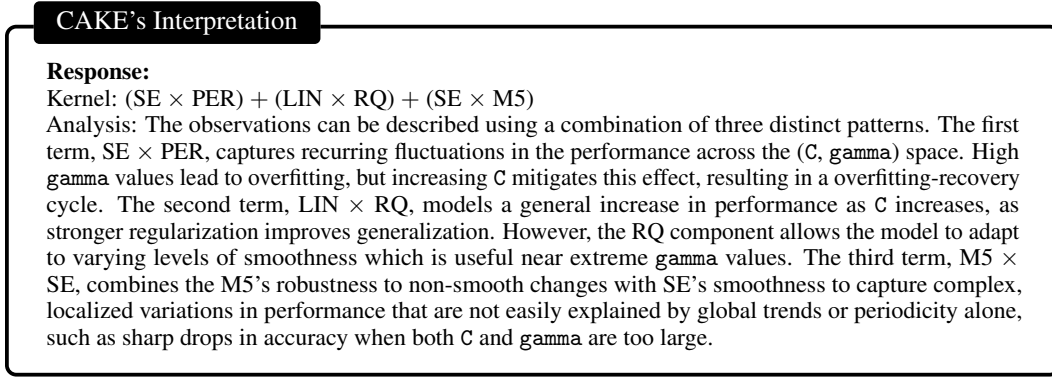 CAKE's Interpretation
Response:
Kernel: (SE × PER) + (LIN × RQ) + (SE × M5)
Analysis: The observations can be described using a combination of three distinct patterns. The first
term, SE × PER, captures recurring fluctuations in the performance across the (C, gamma) space. High
gamma values lead to overfitting, but increasing C mitigates this effect, resulting in a overfitting-recovery
cycle. The second term, LIN × RQ, models a general increase in performance as C increases, as
stronger regularization improves generalization. However, the RQ component allows the model to adapt
to varying levels of smoothness which is useful near extreme gamma values. The third term, M5 ×
SE, combines the M5's robustness to non-smooth changes with SE's smoothness to capture complex,
localized variations in performance that are not easily explained by global trends or periodicity alone,
such as sharp drops in accuracy when both C and gamma are too large.